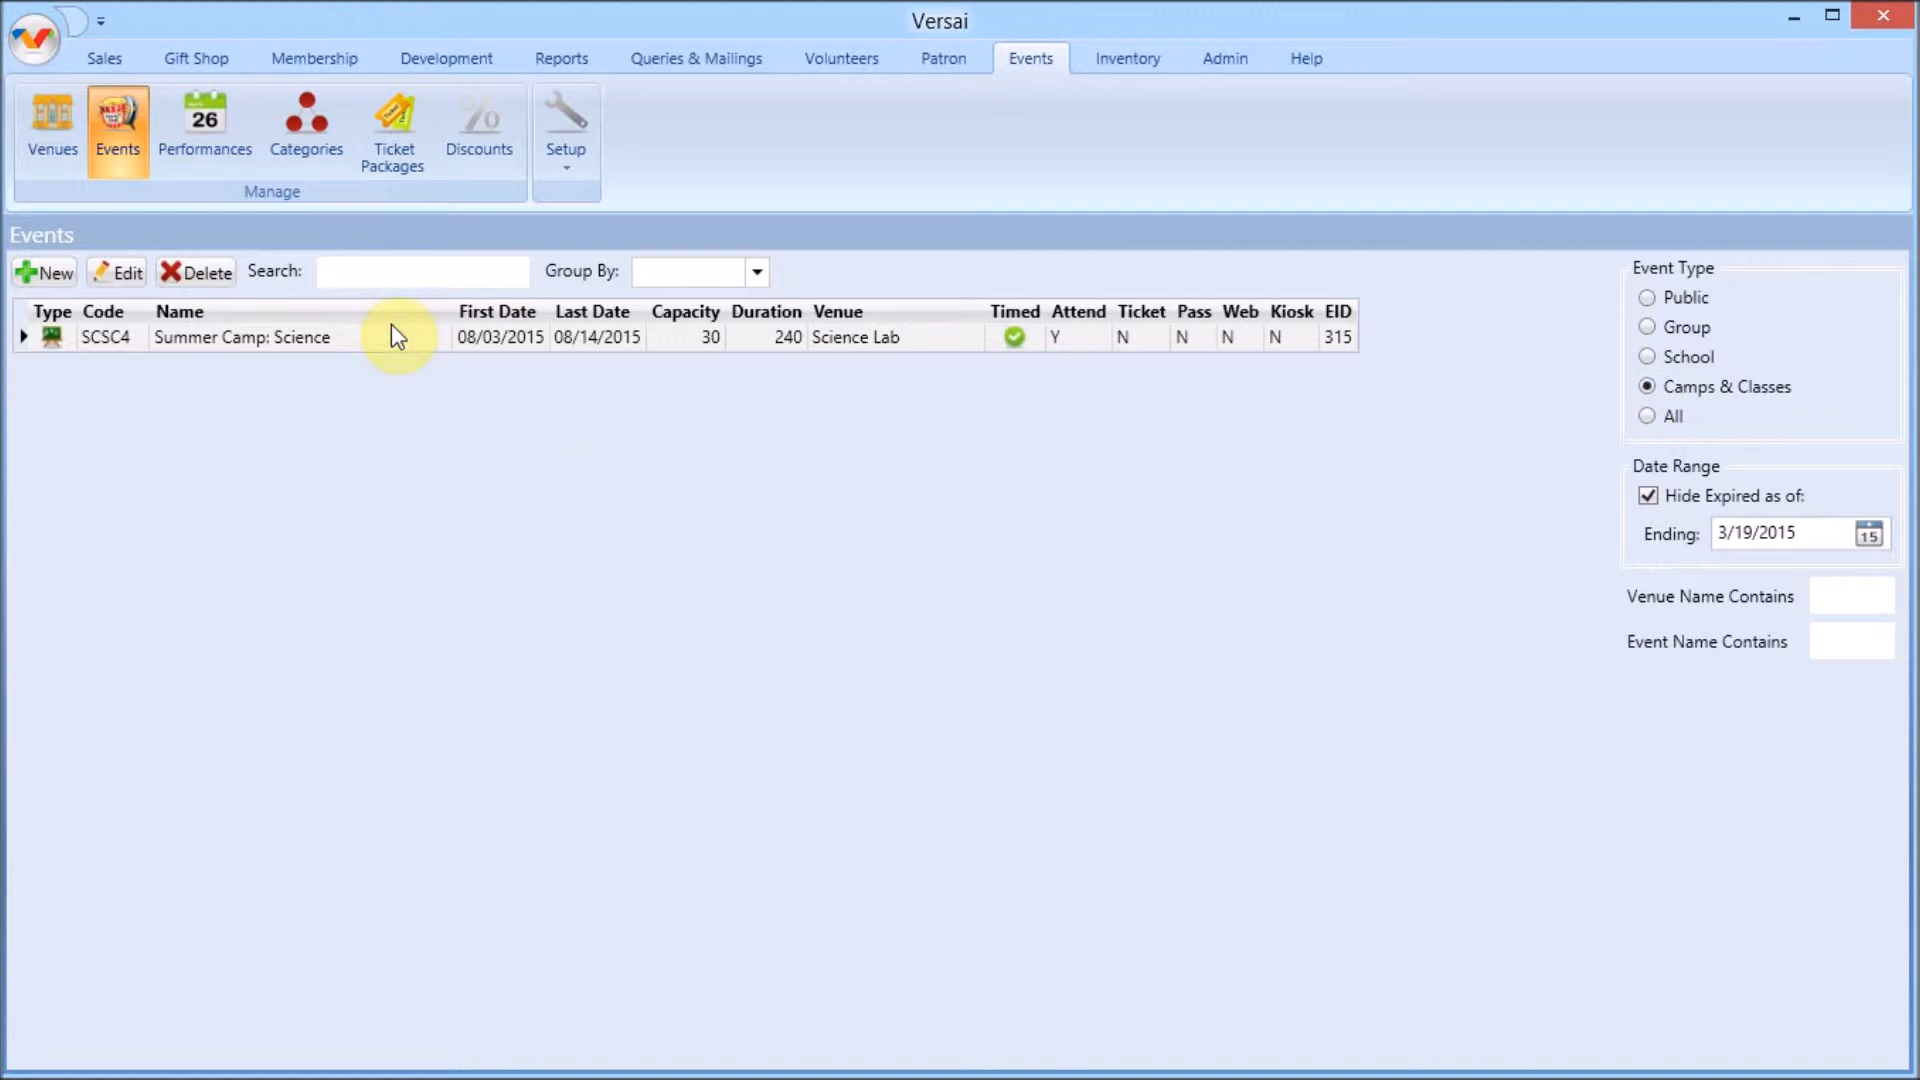 Versai
Sales Gift Shop Membership Development Reports Queries & Mailings Volunteers Patron Events Inventory Admin Help
26
Venues Events Performances Categories Ticket Packages Discounts Setup
Manage
Events
New Edit Delete Search: Group By:
Type Code Name First Date Last Date Capacity Duration Venue Timed Attend Ticket Pass Web Kiosk EID
SCSC4 Summer Camp: Science 08/03/2015 08/14/2015 30 240 Science Lab Y N N N N 315
Event Type
Public
Group
School
Camps & Classes
All
Date Range
Hide Expired as of:
Ending: 3/19/2015 15
Venue Name Contains
Event Name Contains